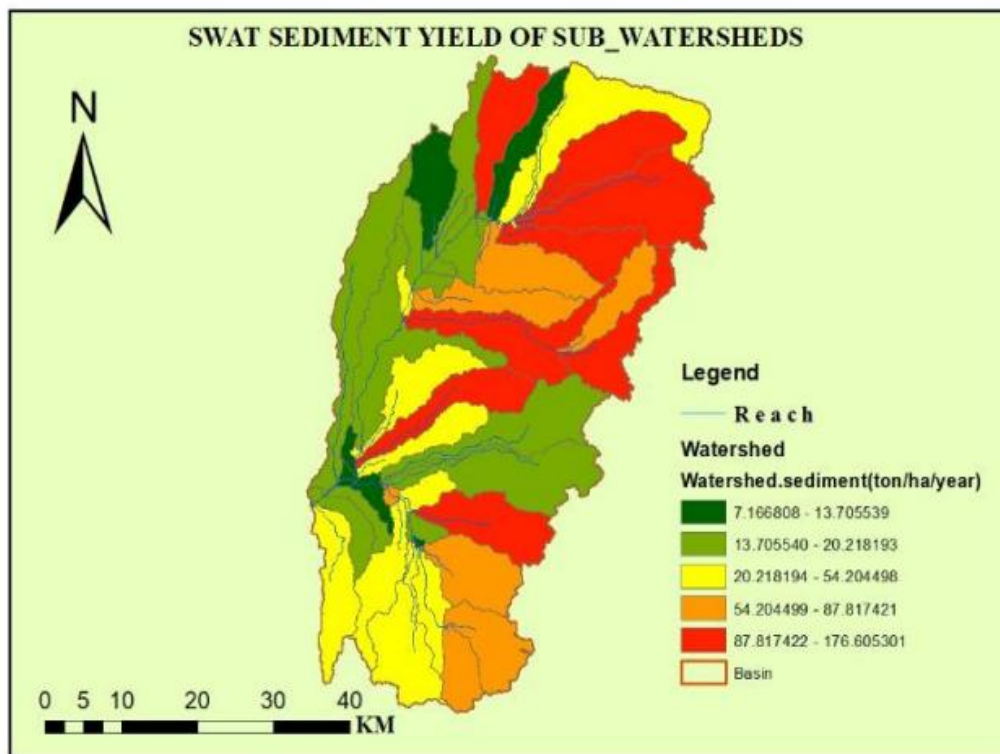 SWAT SEDIMENT YIELD OF SUB_WATERSHEDS
N
Legend
Reach
Watershed
Watershed.sediment(ton/ha/year)
7.166808 - 13.705539
13.705540 - 20.218193
20.218194 - 54.204498
54.204499 - 87.817421
87.817422 - 176.605301
Basin
0 5 10 20 30 40
KM